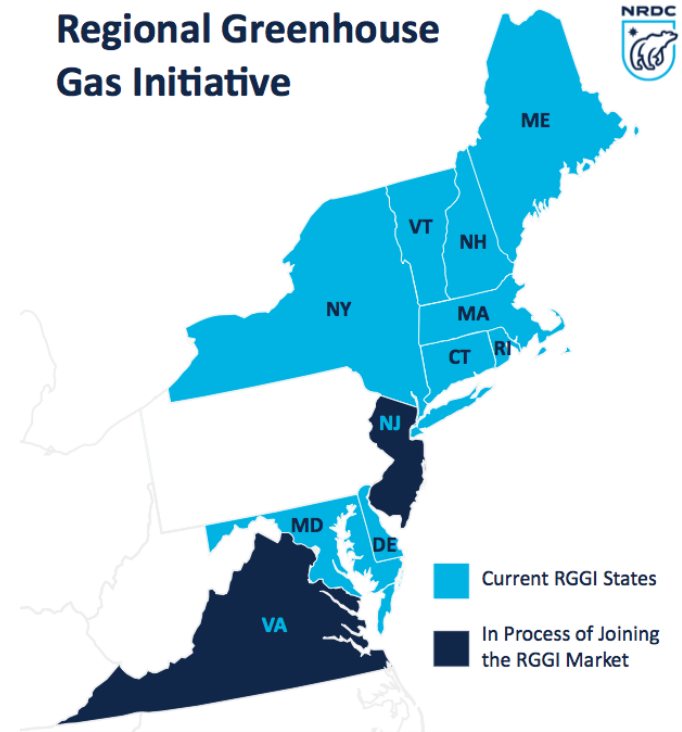 Regional Greenhouse
Gas Initiative
NRDC
ME
VT
NH
NY
MA
CT
RI
NJ
MD
DE
VA
Current RGGI States
In Process of Joining
the RGGI Market